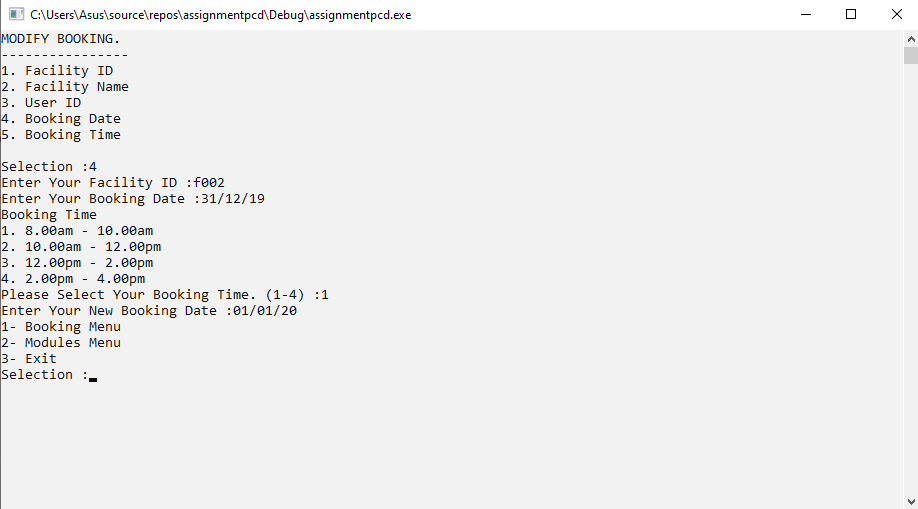 C:\Users\Asus\source\repos\assignmentpcd\Debug\assignmentpcd.exe
MODIFY BOOKING.
----------------
1. Facility ID
2. Facility Name
3. User ID
4. Booking Date
5. Booking Time
Selection :4
Enter Your Facility ID :f002
Enter Your Booking Date :31/12/19
Booking Time
1. 8.00am - 10.00am
2. 10.00am - 12.00pm
3. 12.00pm - 2.00pm
4. 2.00pm - 4.00pm
Please Select Your Booking Time. (1-4) :1
Enter Your New Booking Date :01/01/20
1- Booking Menu
2- Modules Menu
3- Exit
Selection :